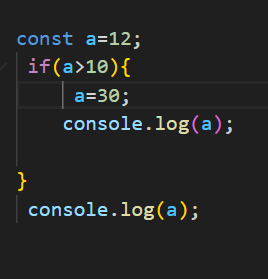 const a=12;
if(a>10){
a=30;
console.log(a);
}
console.log(a);